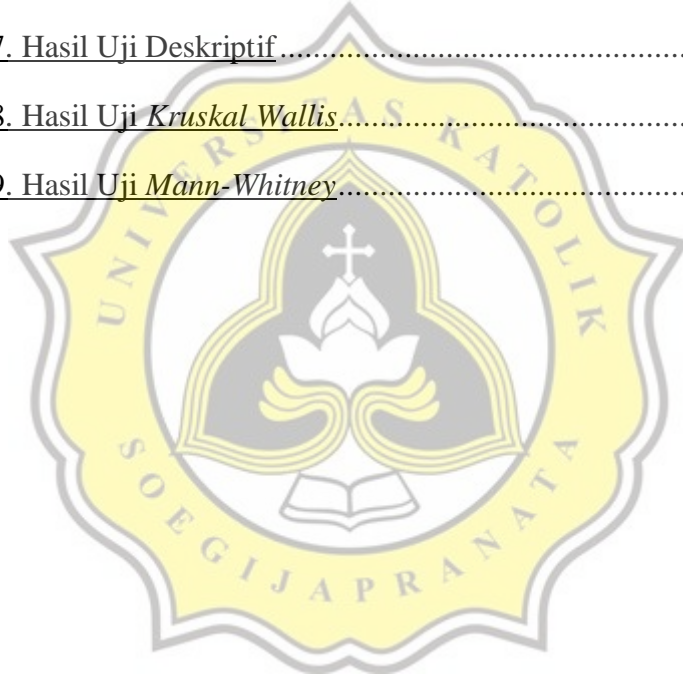 7. Hasil Uji Deskriptif
8. Hasil Uji Kruskal Wallis
9. Hasil Uji Mann-Whitney
UNIVERSITAS KATOLIK
SOEGIJAPRANATA